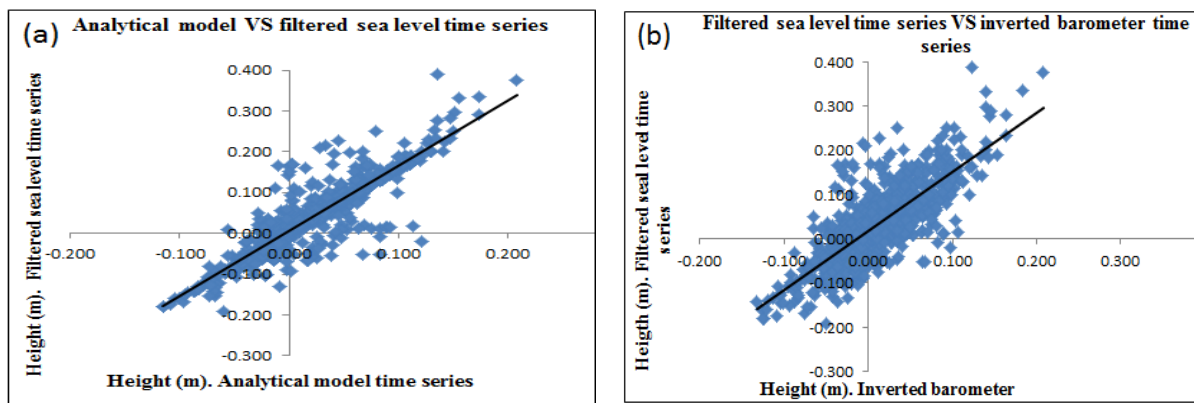 (a)
Analytical model VS filtered sea level time series
Height (m). Filtered sea level time series
0.400
0.300
0.200
0.100
0.000
-0.200
-0.100
0.000
0.100
0.200
-0.100
-0.200
-0.300
Height (m). Analytical model time series
(b)
Filtered sea level time series VS inverted barometer time
series
Heigth (m). Filtered seal level time
series
0.400
0.300
0.200
0.100
0.000
-0.200
-0.100
0.000
0.100
0.200
0.300
-0.100
-0.200
-0.300
Height (m). Inverted barometer